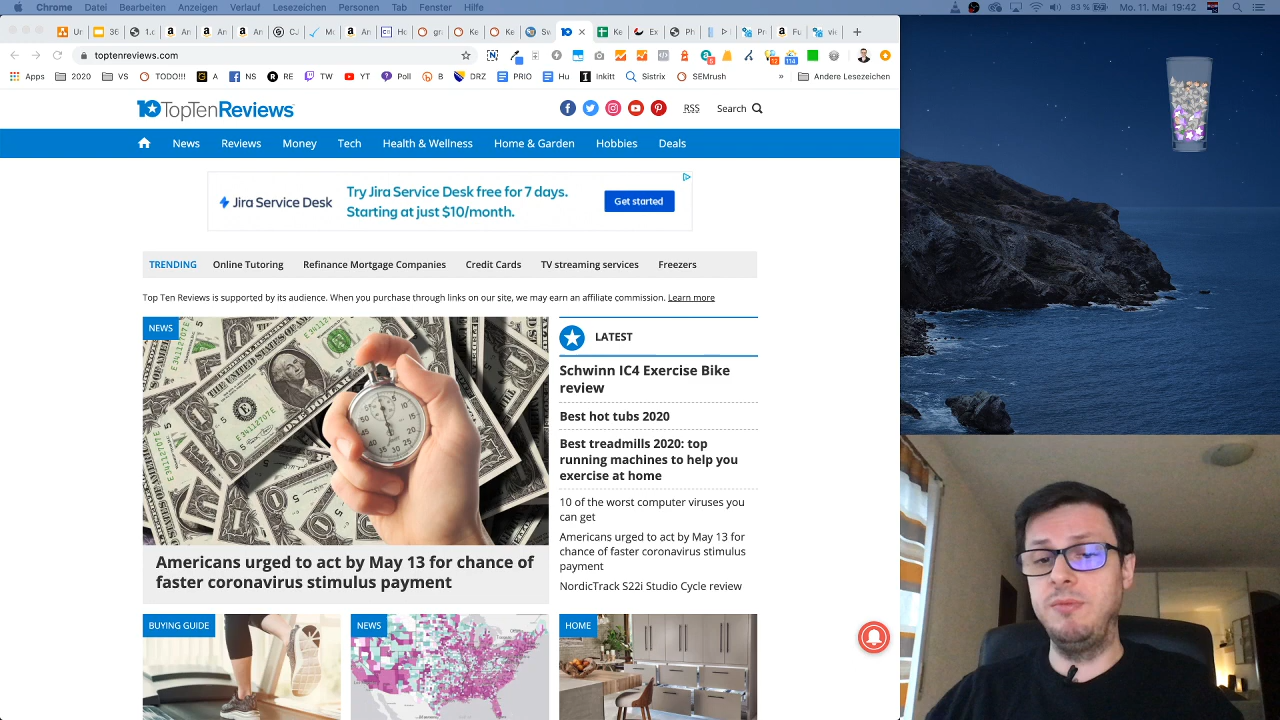 Chrome Datei Bearbeiten Anzeigen Verlauf Lesezeichen Personen Tab Fenster Hilfe 83 % Mo. 11. Mai 19:42
toptenreviews.com
Apps 2020 VS TODO!!! A NS RE TW YT Poll B DRZ PRIO Hu Inkitt Sistrix SEMrush » Andere Lesezeichen
10 TopTenReviews
RSS Search
News Reviews Money Tech Health & Wellness Home & Garden Hobbies Deals
Jira Service Desk
Try Jira Service Desk free for 7 days.
Starting at just $10/month.
Get started
TRENDING Online Tutoring Refinance Mortgage Companies Credit Cards TV streaming services Freezers
Top Ten Reviews is supported by its audience. When you purchase through links on our site, we may earn an affiliate commission. Learn more
NEWS
Americans urged to act by May 13 for chance of
faster coronavirus stimulus payment
LATEST
Schwinn IC4 Exercise Bike
review
Best hot tubs 2020
Best treadmills 2020: top
running machines to help you
exercise at home
10 of the worst computer viruses you
can get
Americans urged to act by May 13 for
chance of faster coronavirus stimulus
payment
NordicTrack S22i Studio Cycle review
BUYING GUIDE
NEWS
HOME